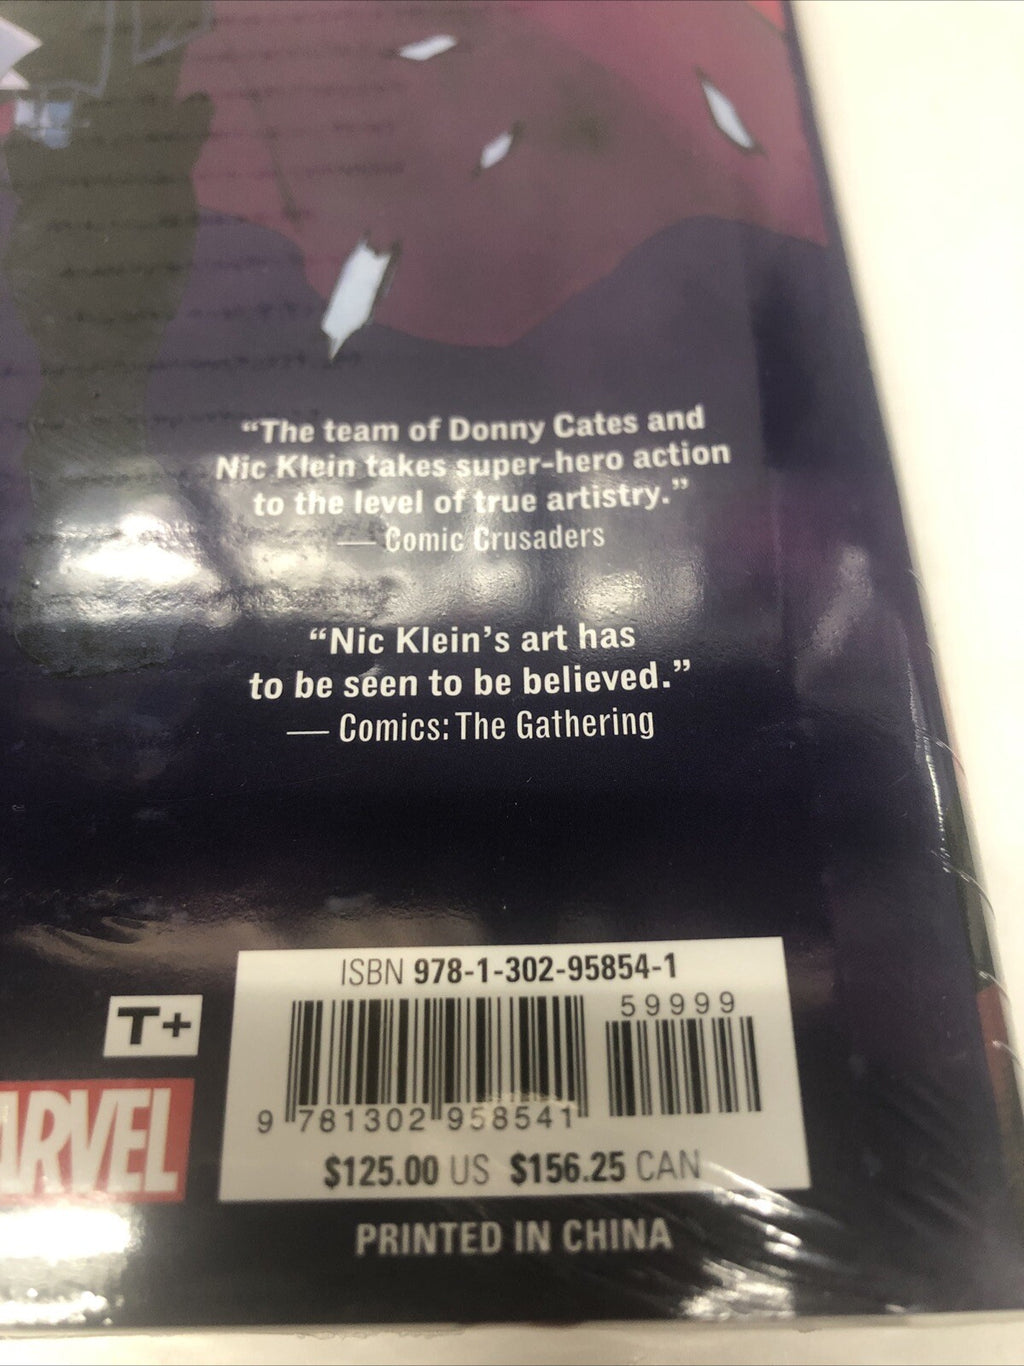 “The team of Donny Cates and
Nic Klein takes super-hero action
to the level of true artistry.”
— Comic Crusaders
“Nic Klein’s art has
to be seen to be believed.”
— Comics: The Gathering
ISBN 978-1-302-95854-1
59999
T+
9 781302 958541
ARVEL
$125.00 US $156.25 CAN
PRINTED IN CHINA